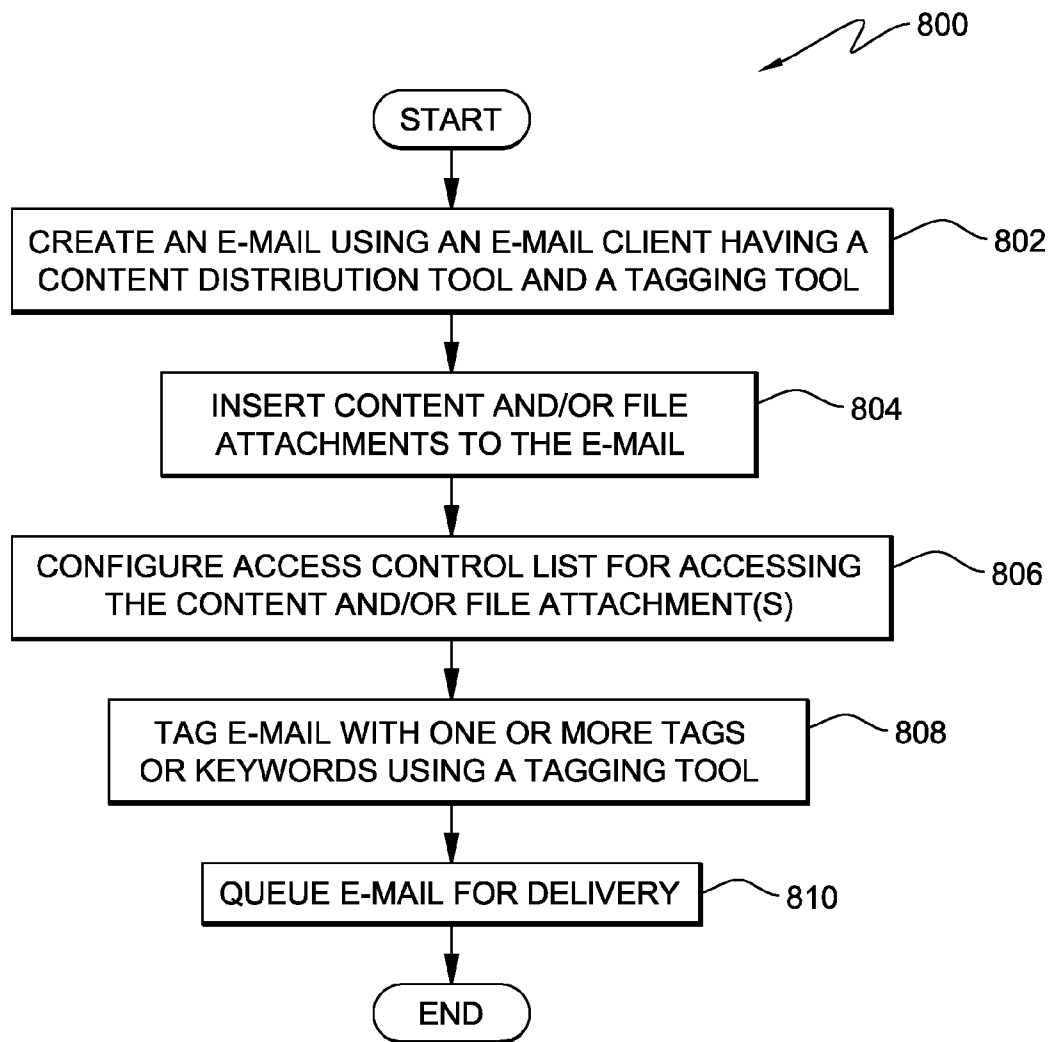 800
START
CREATE AN E-MAIL USING AN E-MAIL CLIENT HAVING A
CONTENT DISTRIBUTION TOOL AND A TAGGING TOOL
802
INSERT CONTENT AND/OR FILE
ATTACHMENTS TO THE E-MAIL
804
CONFIGURE ACCESS CONTROL LIST FOR ACCESSING
THE CONTENT AND/OR FILE ATTACHMENT(S)
806
TAG E-MAIL WITH ONE OR MORE TAGS
OR KEYWORDS USING A TAGGING TOOL
808
QUEUE E-MAIL FOR DELIVERY
810
END